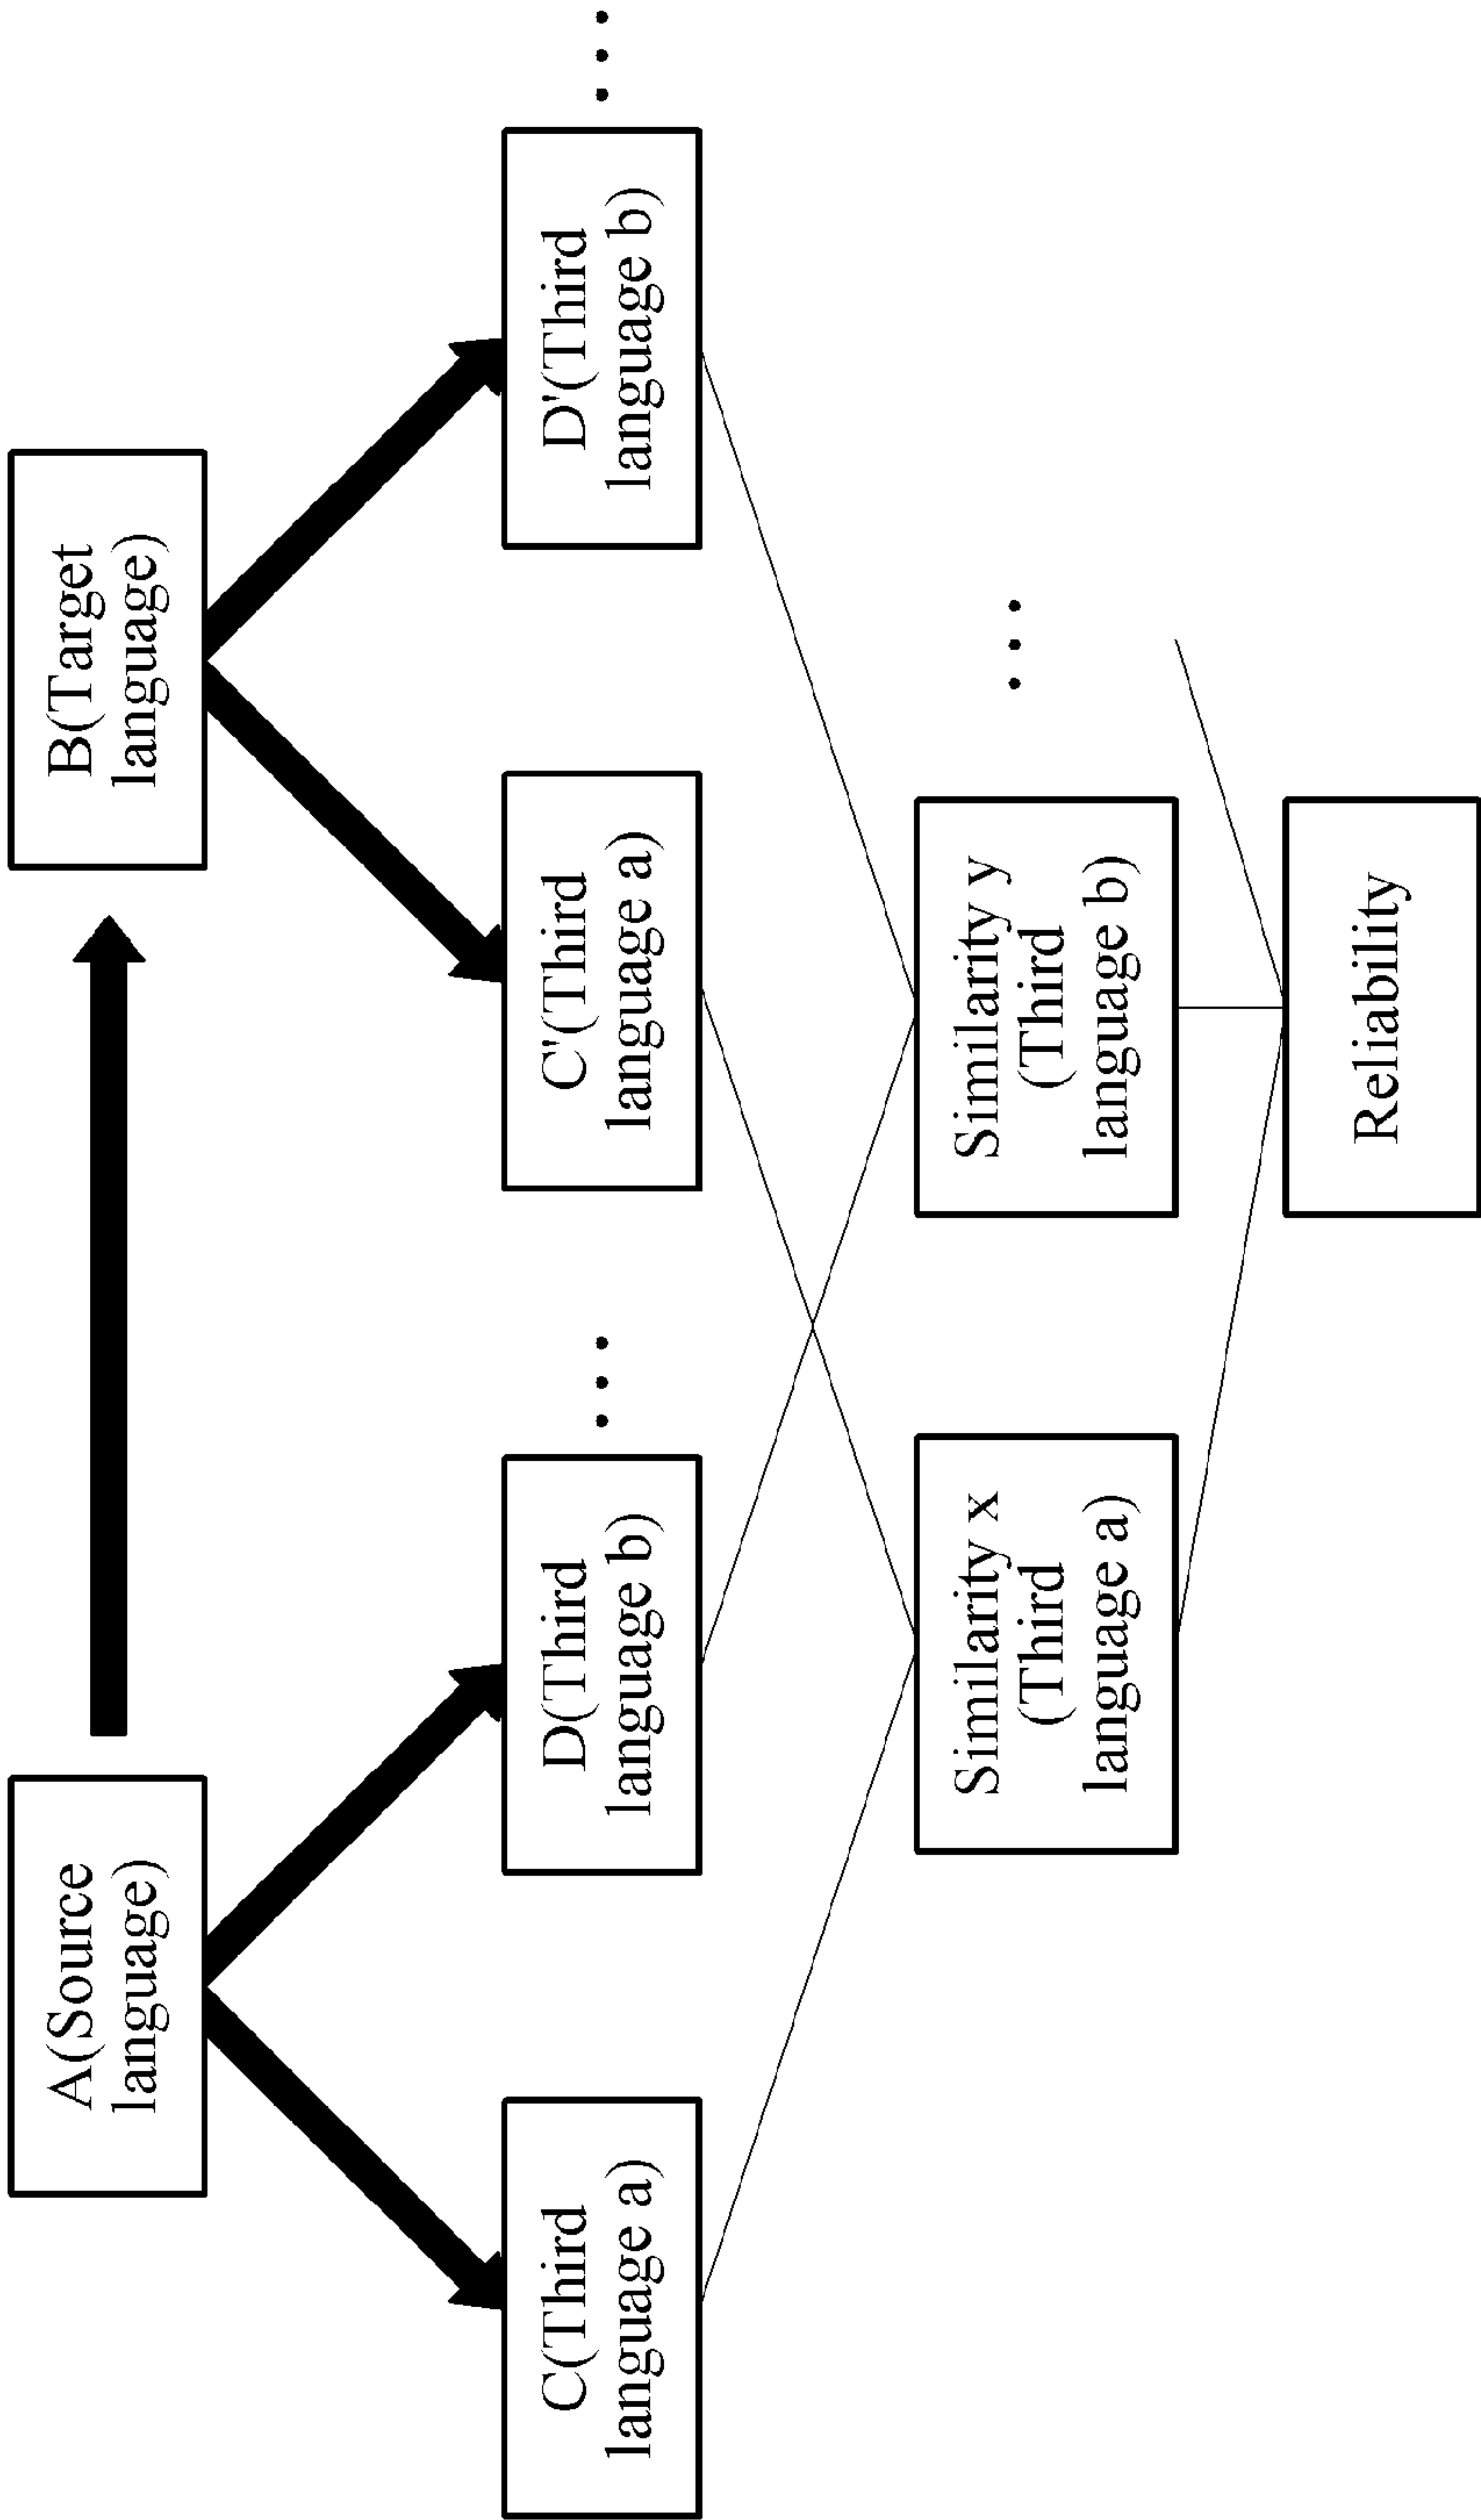 A(Source
language)
B(Target
language)
C(Third
language a)
D(Third
language b)
...
C'(Third
language a)
D'(Third
language b)
...
Similarity x
(Third
language a)
Similarity y
(Third
language b)
...
Reliability